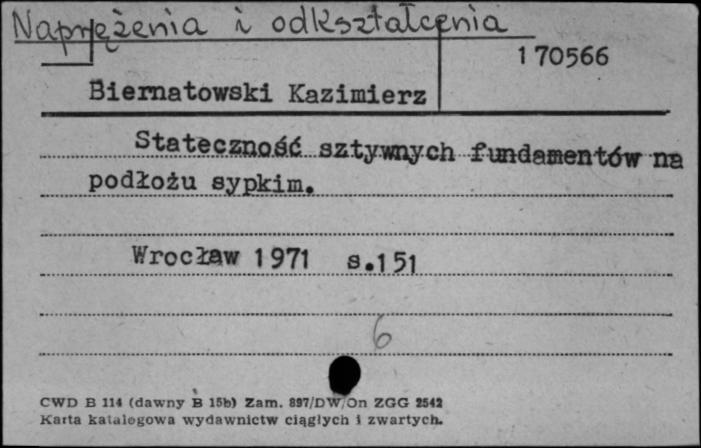 Naprężenia i odkształcenia
170566
Biernatowski Kazimierz
Stateczność sztywnych fundamentów na
podłożu sypkim.
Wrocław 1971 s.151
6
CWD B 114 (dawny B 15b) Zam. 897/DW/On ZGG 2542
Karta katalogowa wydawnictw ciągłych i zwartych.